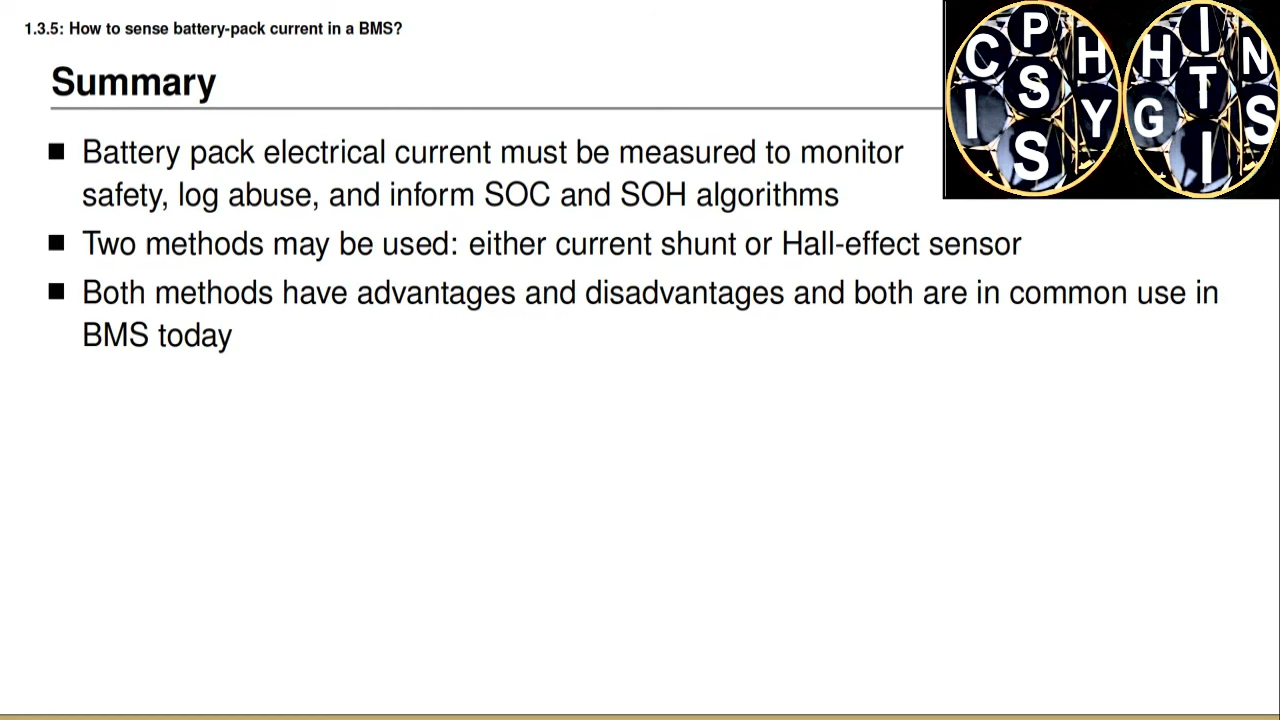 1.3.5: How to sense battery-pack current in a BMS?
Summary
■ Battery pack electrical current must be measured to monitor
safety, log abuse, and inform SOC and SOH algorithms
■ Two methods may be used: either current shunt or Hall-effect sensor
■ Both methods have advantages and disadvantages and both are in common use in
BMS today
C P H H I N
I S Y G T S
S I